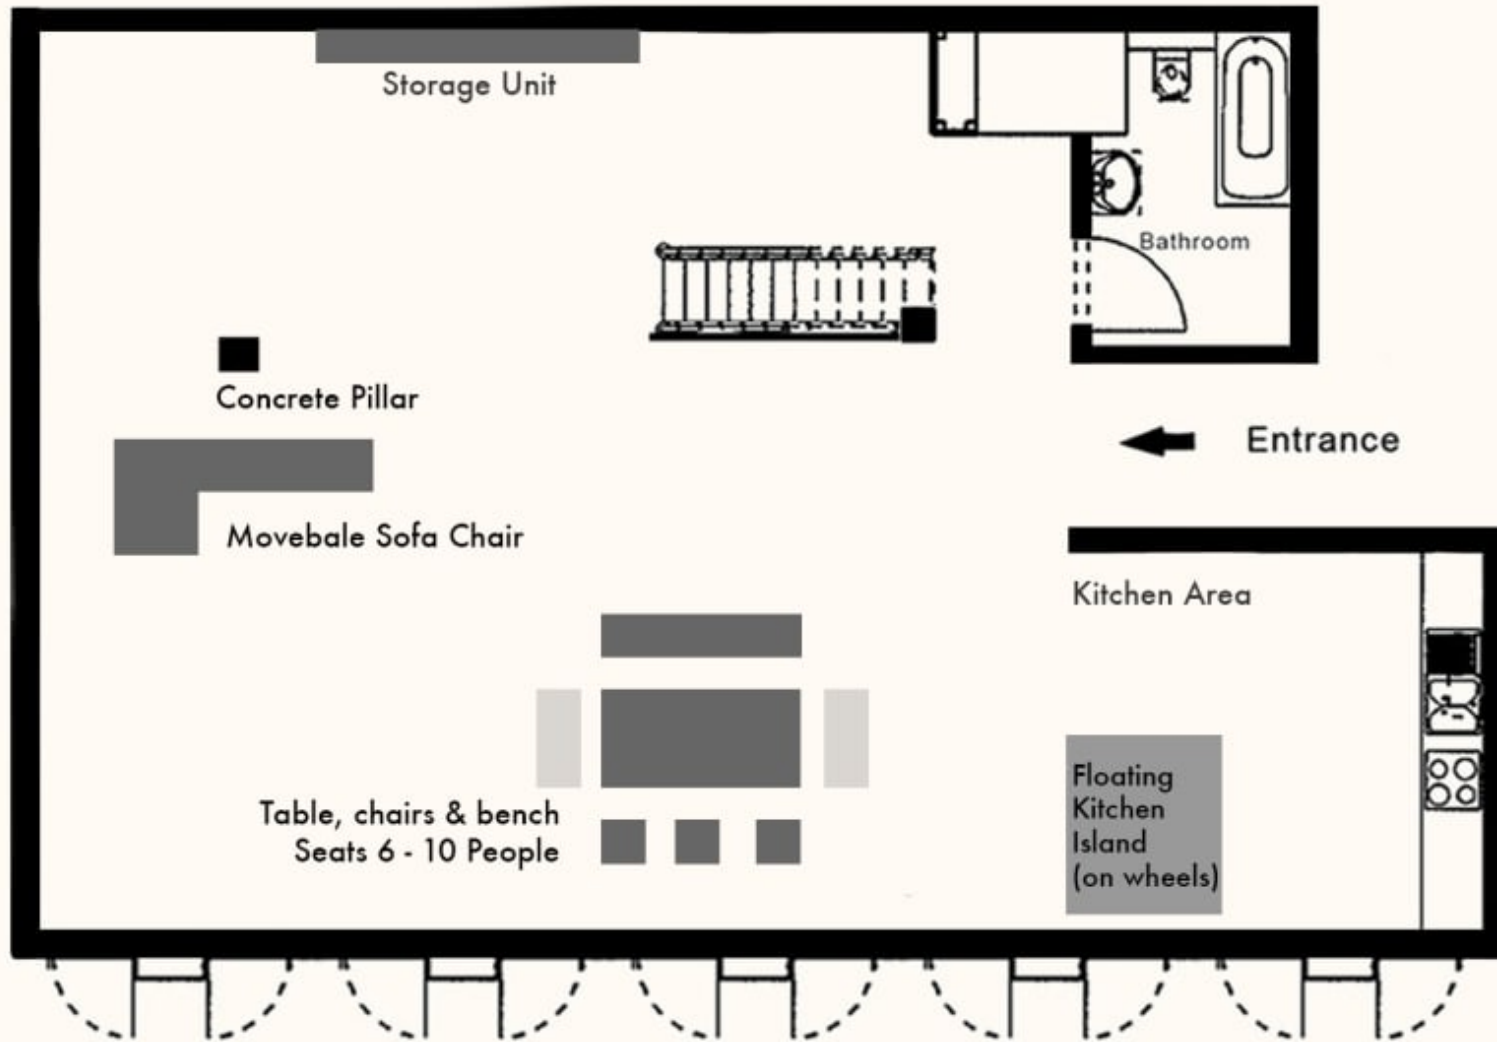 Storage Unit
Bathroom
Concrete Pillar
Entrance
Movebale Sofa Chair
Kitchen Area
Floating
Kitchen
Island
(on wheels)
Table, chairs & bench
Seats 6 - 10 People